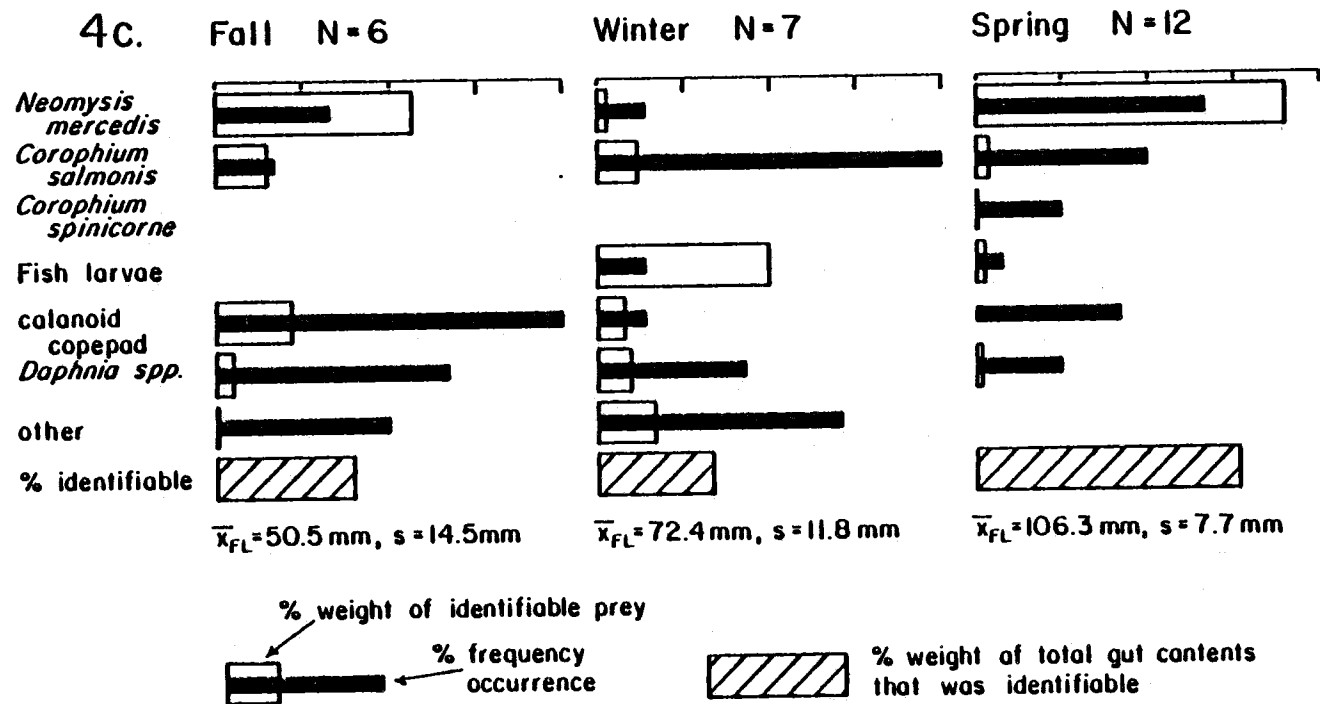 4c. Fall N=6 Winter N=7 Spring N=12
Neomysis
mercedis
Corophium
salmonis
Corophium
spinicorne
Fish larvae
calanoid
copepod
Daphnia spp.
other
% identifiable
x̅FL=50.5 mm, s=14.5mm x̅FL=72.4 mm, s=11.8 mm x̅FL=106.3 mm, s=7.7 mm
% weight of identifiable prey
% frequency
occurrence
% weight of total gut contents
that was identifiable